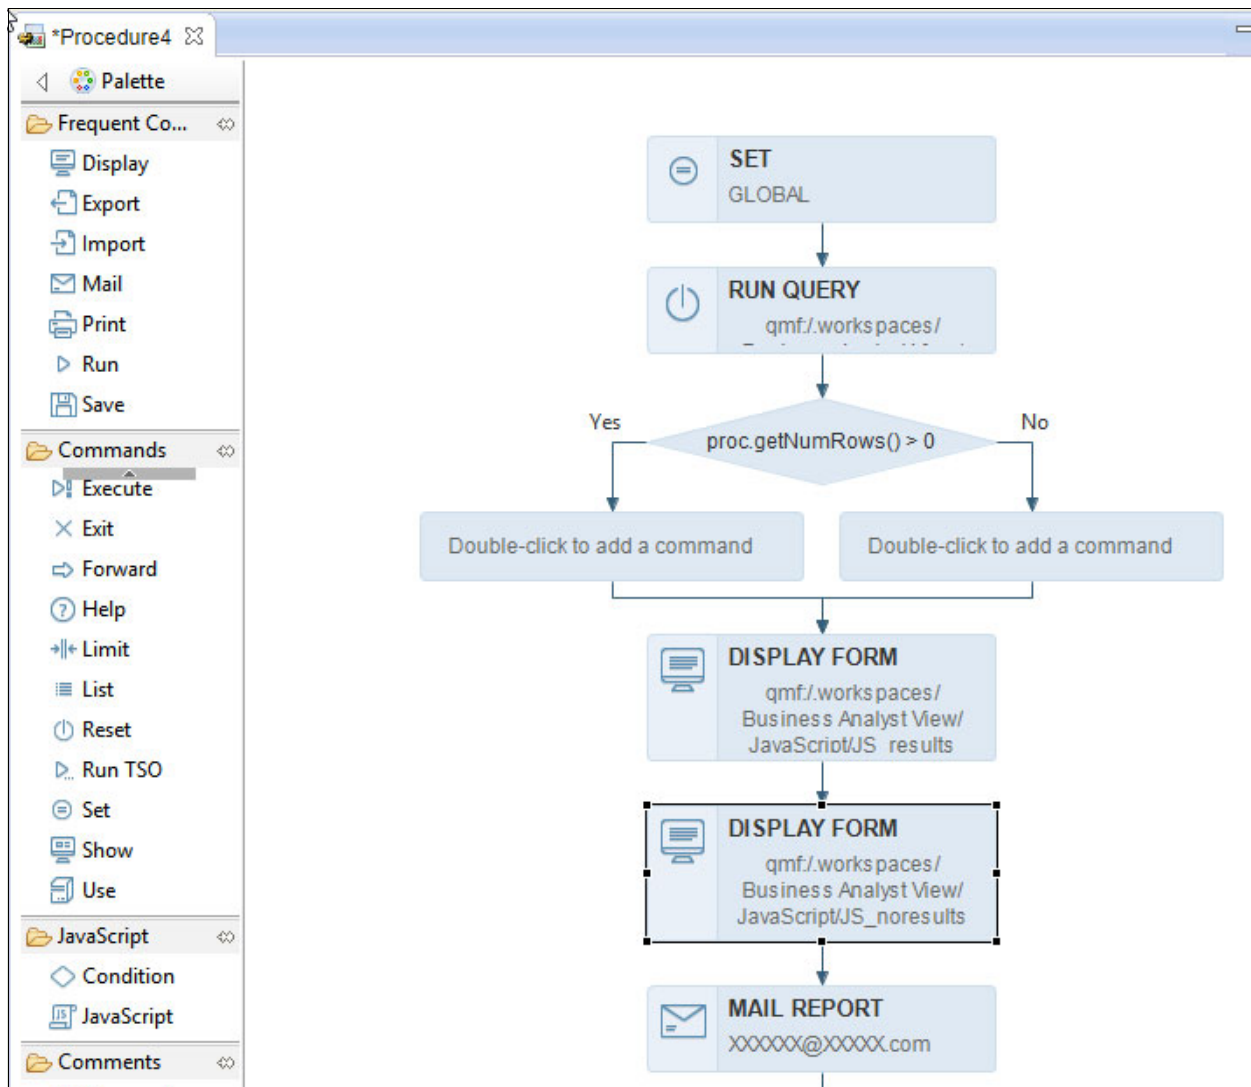 *Procedure4
Palette
Frequent Co...
Display
Export
Import
Mail
Print
Run
Save
Commands
Execute
Exit
Forward
Help
Limit
List
Reset
Run TSO
Set
Show
Use
JavaScript
Condition
JavaScript
Comments
SET
GLOBAL
RUN QUERY
qmf:/.workspaces/
Yes
No
proc.getNumRows() > 0
Double-click to add a command
Double-click to add a command
DISPLAY FORM
qmf:/.workspaces/
Business Analyst View/
JavaScript/JS_results
DISPLAY FORM
qmf:/.workspaces/
Business Analyst View/
JavaScript/JS_noresults
MAIL REPORT
XXXXXX@XXXXX.com